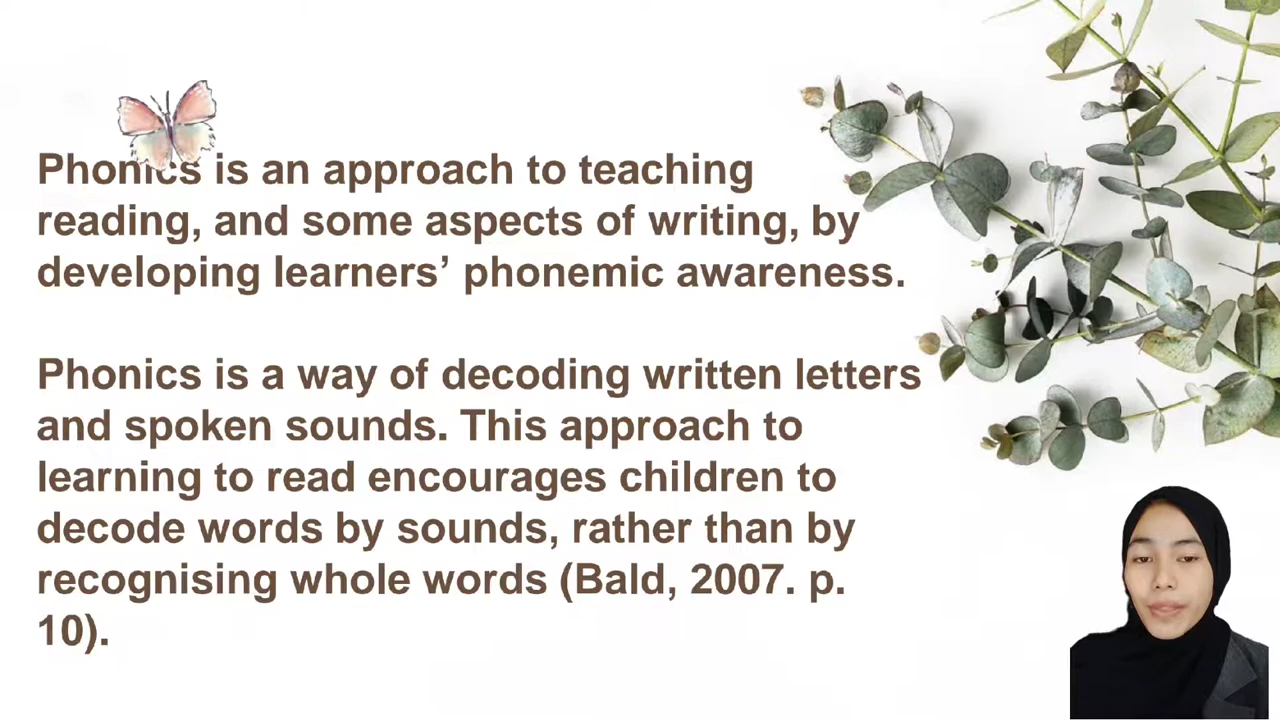 Phonics is an approach to teaching
reading, and some aspects of writing, by
developing learners’ phonemic awareness.
Phonics is a way of decoding written letters
and spoken sounds. This approach to
learning to read encourages children to
decode words by sounds, rather than by
recognising whole words (Bald, 2007. p.
10).